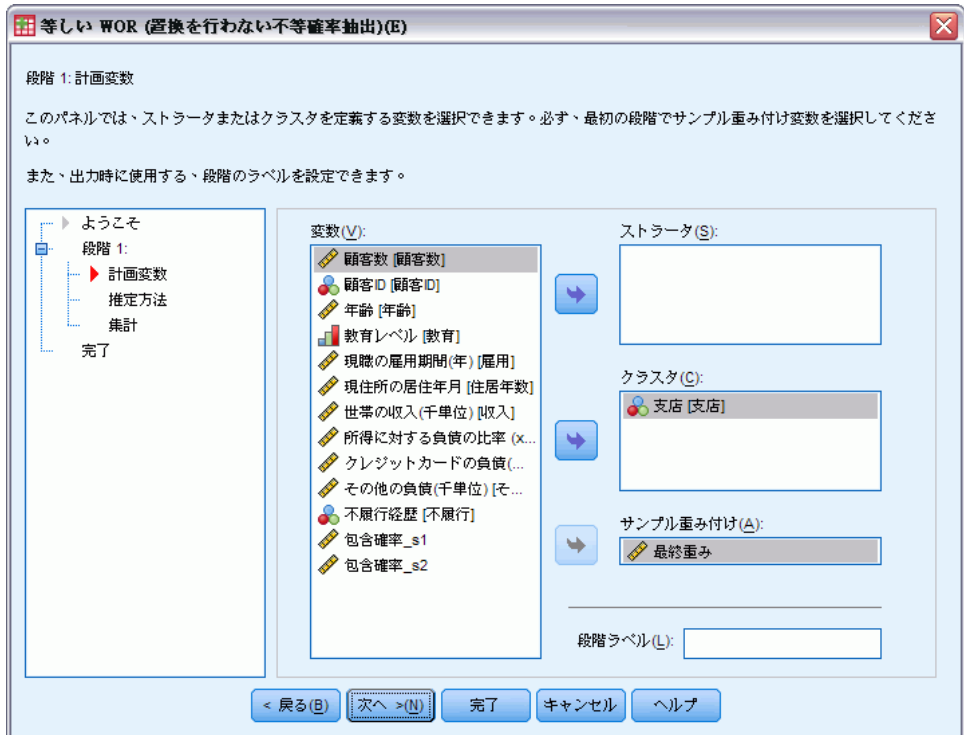 等しい WOR (置換を行わない不等確率抽出)(E)
段階 1: 計画変数
このパネルでは、ストラータまたはクラスタを定義する変数を選択できます。必ず、最初の段階でサンプル重み付け変数を選択してくださ
い。
また、出力時に使用する、段階のラベルを設定できます。
ようこそ
段階 1:
計画変数
推定方法
集計
完了
変数(V):
顧客数 [顧客数]
顧客ID [顧客ID]
年齢 [年齢]
教育レベル [教育]
現職の雇用期間(年) [雇用]
現住所の居住年月 [住居年数]
世帯の収入(千単位) [収入]
所得に対する負債の比率 (x...
クレジットカードの負債(...
その他の負債(千単位) [そ...
不履行経歴 [不履行]
包含確率_s1
包含確率_s2
ストラータ(S):
クラスタ(C):
支店 [支店]
サンプル重み付け(A):
最終重み
段階ラベル(L):
< 戻る(B)
次へ >(N)
完了
キャンセル
ヘルプ